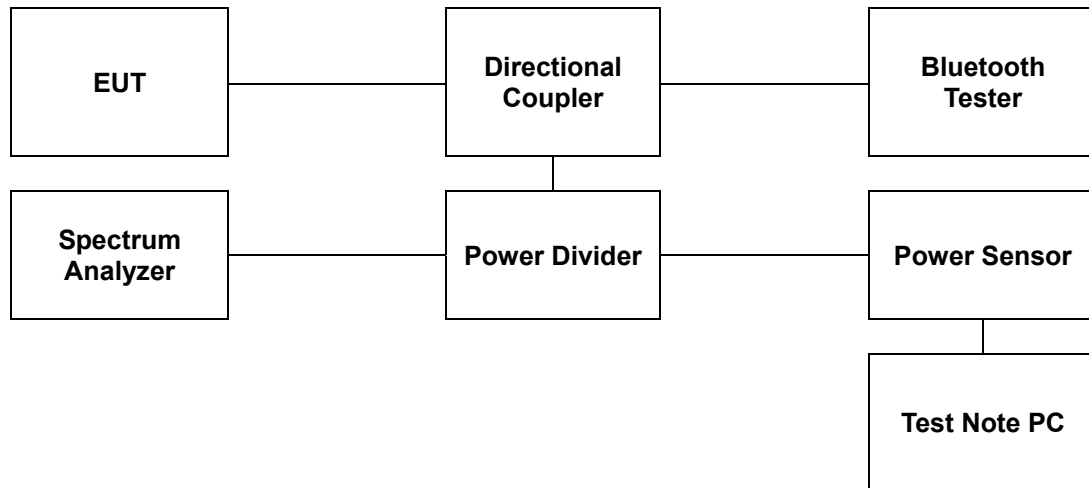 EUT
Directional
Coupler
Bluetooth
Tester
Spectrum
Analyzer
Power Divider
Power Sensor
Test Note PC